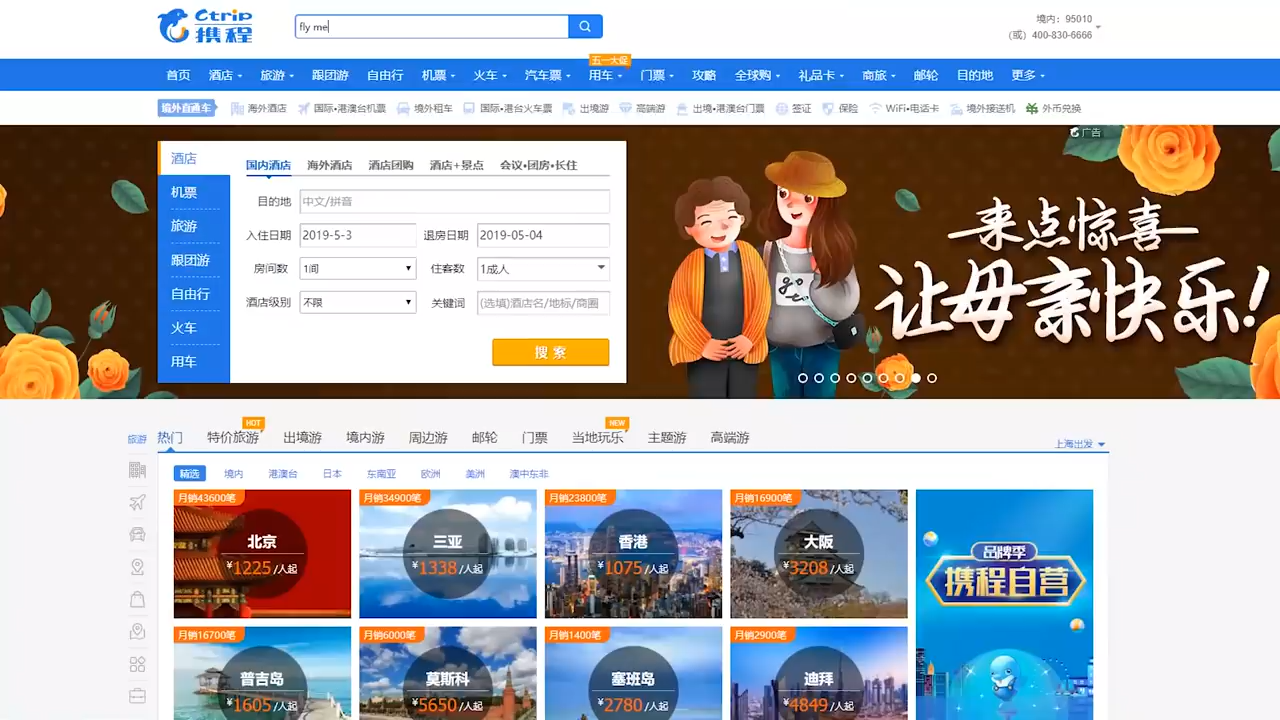 Ctrip
携程
fly me
境内：95010
(或) 400-830-6666
五一大促
首页 酒店 旅游 跟团游 自由行 机票 火车 汽车票 用车 门票 攻略 全球购 礼品卡 商旅 邮轮 目的地 更多
境外直通车 海外酒店 国际·港澳台机票 境外租车 国际·港台火车票 出境游 高端游 出境·港澳台门票 签证 保险 WiFi·电话卡 境外接送机 外币兑换
广告
酒店
机票
旅游
跟团游
自由行
火车
用车
国内酒店 海外酒店 酒店团购 酒店+景点 会议·团房·长住
目的地 中文/拼音
入住日期 2019-5-3 退房日期 2019-05-04
房间数 1间 住客数 1成人
酒店级别 不限 关键词 (选填)酒店名/地标/商圈
搜案
go
来点惊喜
让母亲快乐!
HOT
NEW
旅游
热门 特价旅游 出境游 境内游 周边游 邮轮 门票 当地玩乐 主题游 高端游
上海出发
精选 境内 港澳台 日本 东南亚 欧洲 美洲 澳中东非
月销43600笔
北京
¥1225/人起
月销34900笔
三亚
¥1338/人起
月销23800笔
香港
¥1075/人起
月销16900笔
大阪
¥3208/人起
品牌季
携程自营
月销16700笔
普吉岛
¥1605/人起
月销6000笔
莫斯科
¥5650/人起
月销1400笔
塞班岛
¥2780/人起
月销2900笔
迪拜
¥4849/人起